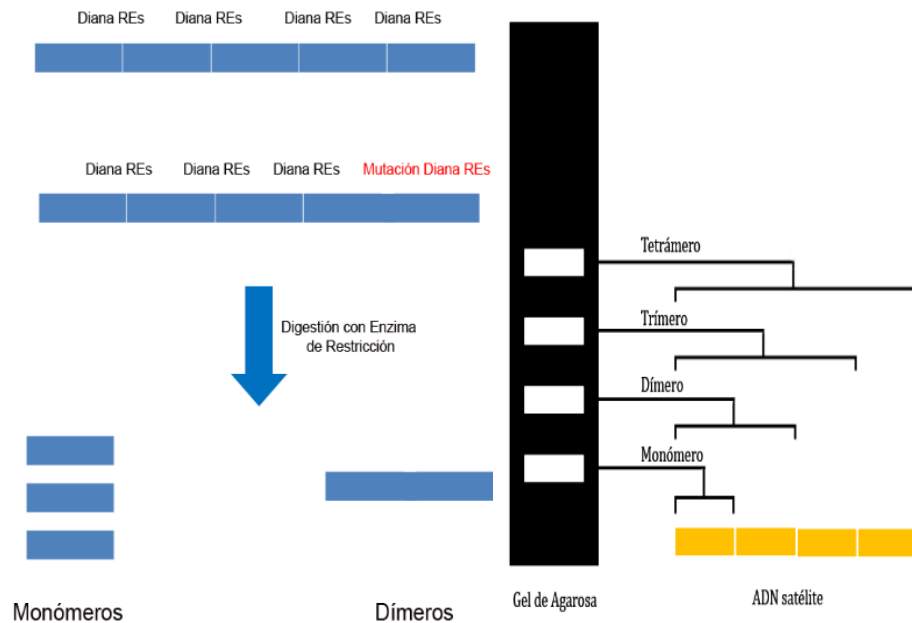 Diana REs Diana REs Diana REs Diana REs
Diana REs Diana REs Diana REs Mutación Diana REs
Digestión con Enzima
de Restricción
Monómeros Dímeros
Tetrámero
Trímero
Dímero
Monómero
Gel de Agarosa ADN satélite